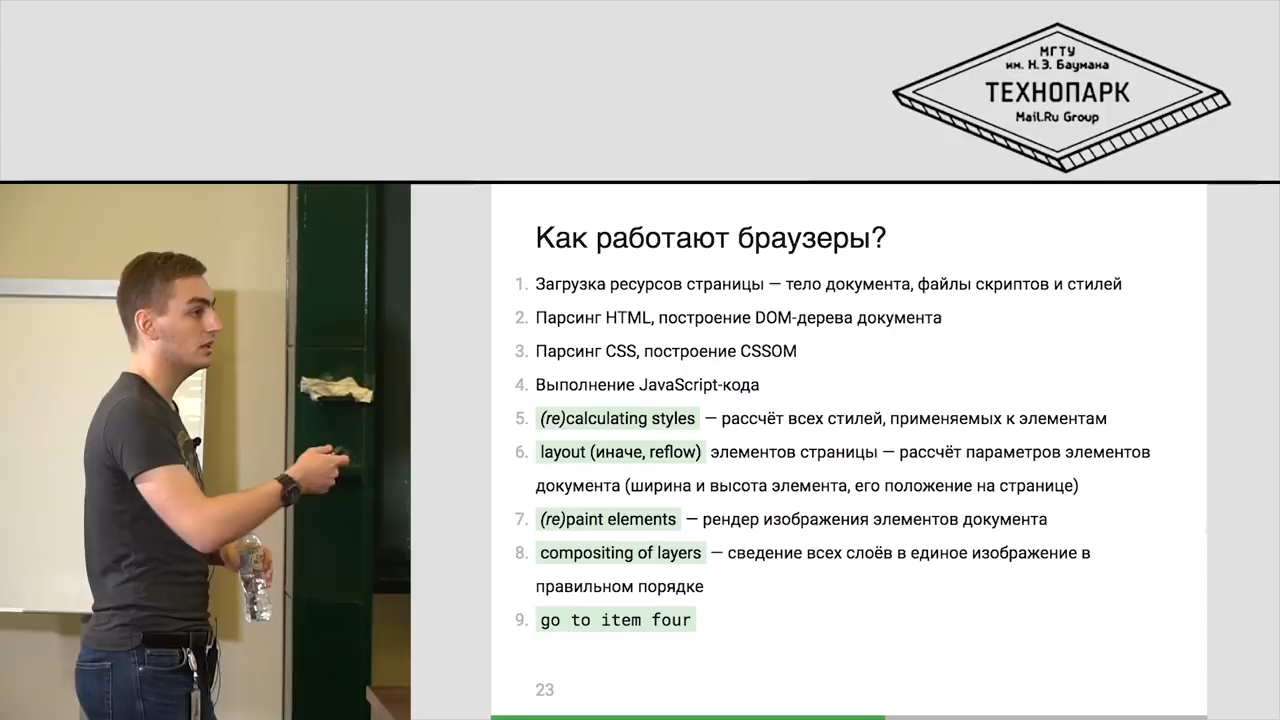 МГТУ
им. Н.Э. Баумана
ТЕХНОПАРК
Mail.Ru Group
Как работают браузеры?
1. Загрузка ресурсов страницы — тело документа, файлы скриптов и стилей
2. Парсинг HTML, построение DOM-дерева документа
3. Парсинг CSS, построение CSSOM
4. Выполнение JavaScript-кода
5. (re)calculating styles — рассчёт всех стилей, применяемых к элементам
6. layout (иначе, reflow) элементов страницы — рассчёт параметров элементов
документа (ширина и высота элемента, его положение на странице)
7. (re)paint elements — рендер изображения элементов документа
8. compositing of layers — сведение всех слоёв в единое изображение в
правильном порядке
9. go to item four
23